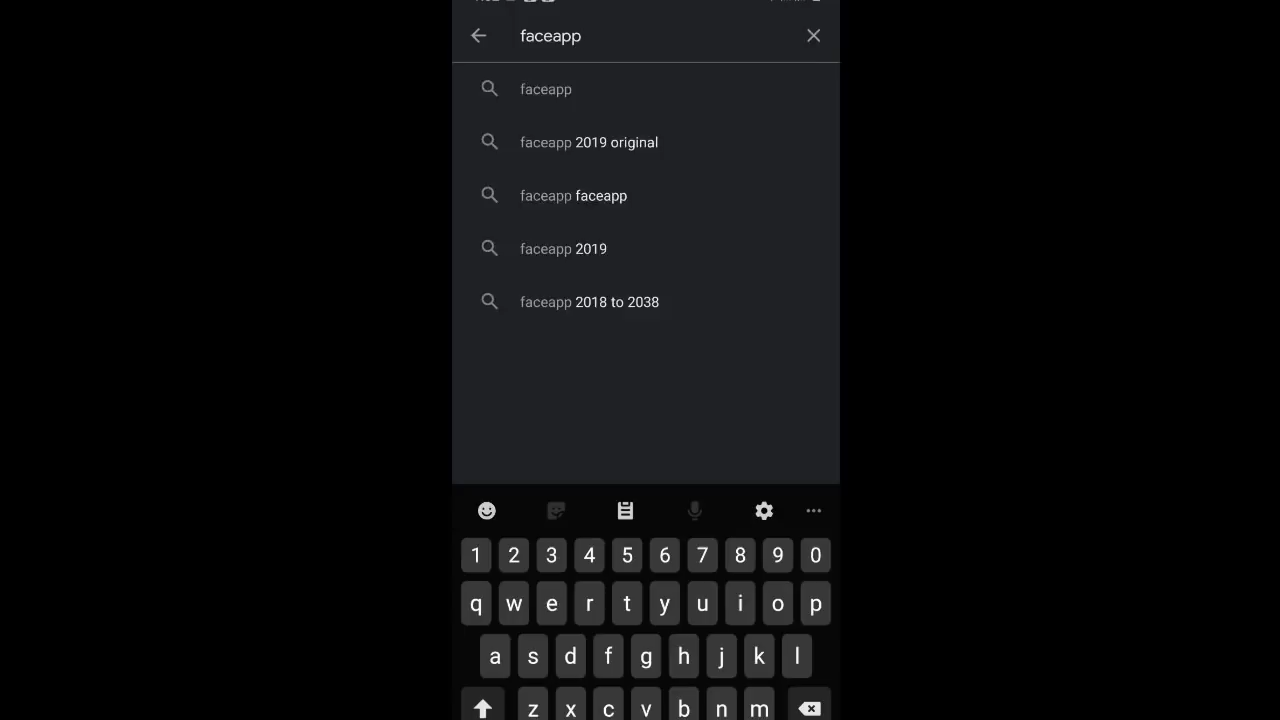 faceapp
faceapp
faceapp 2019 original
faceapp faceapp
faceapp 2019
faceapp 2018 to 2038
1 2 3 4 5 6 7 8 9 0
q w e r t y u i o p
a s d f g h j k l
z x c v b n m